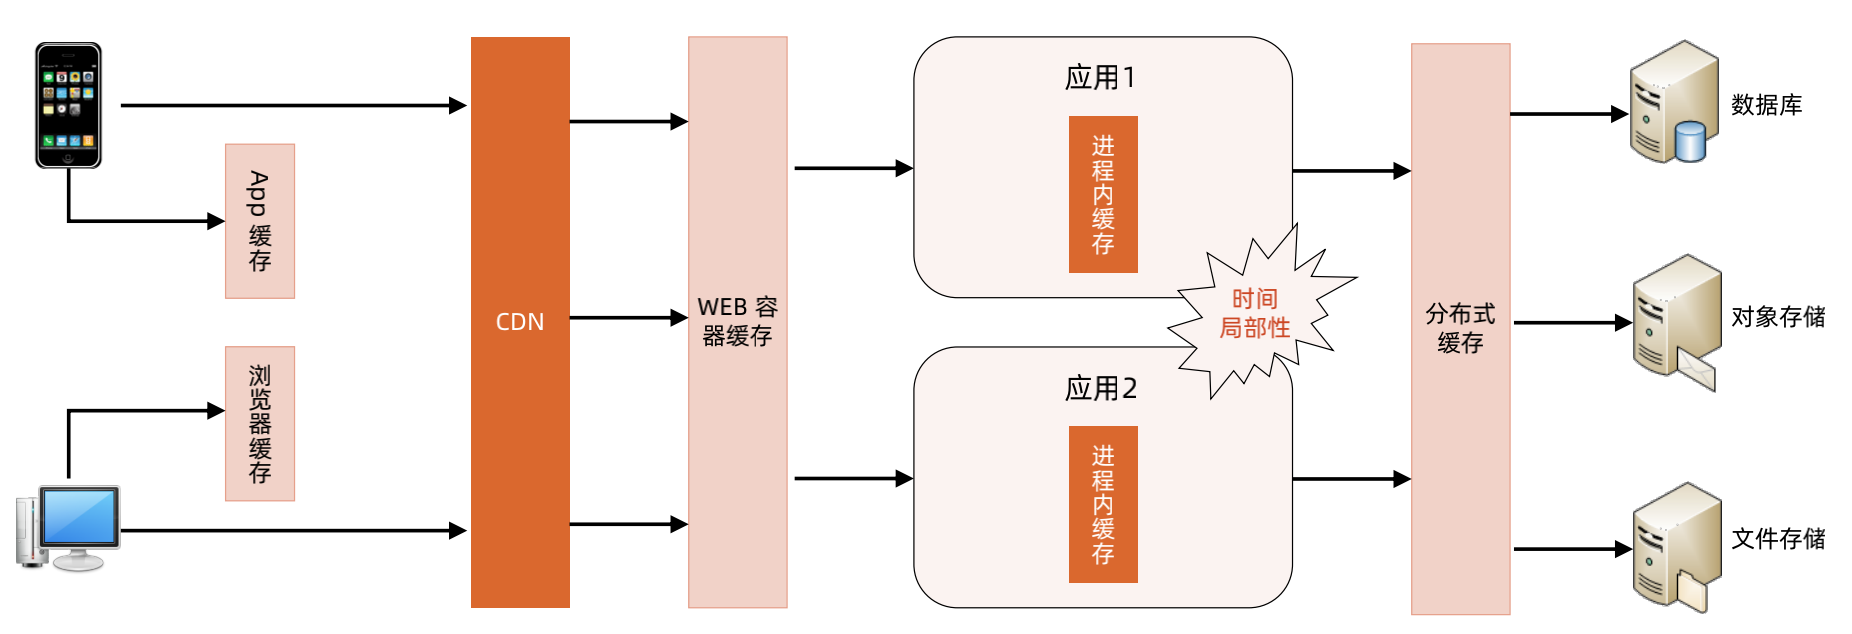 App 缓存
浏览器缓存
CDN
WEB 容
器缓存
应用1
进程内缓存
时间
局部性
应用2
进程内缓存
分布式
缓存
数据库
对象存储
文件存储